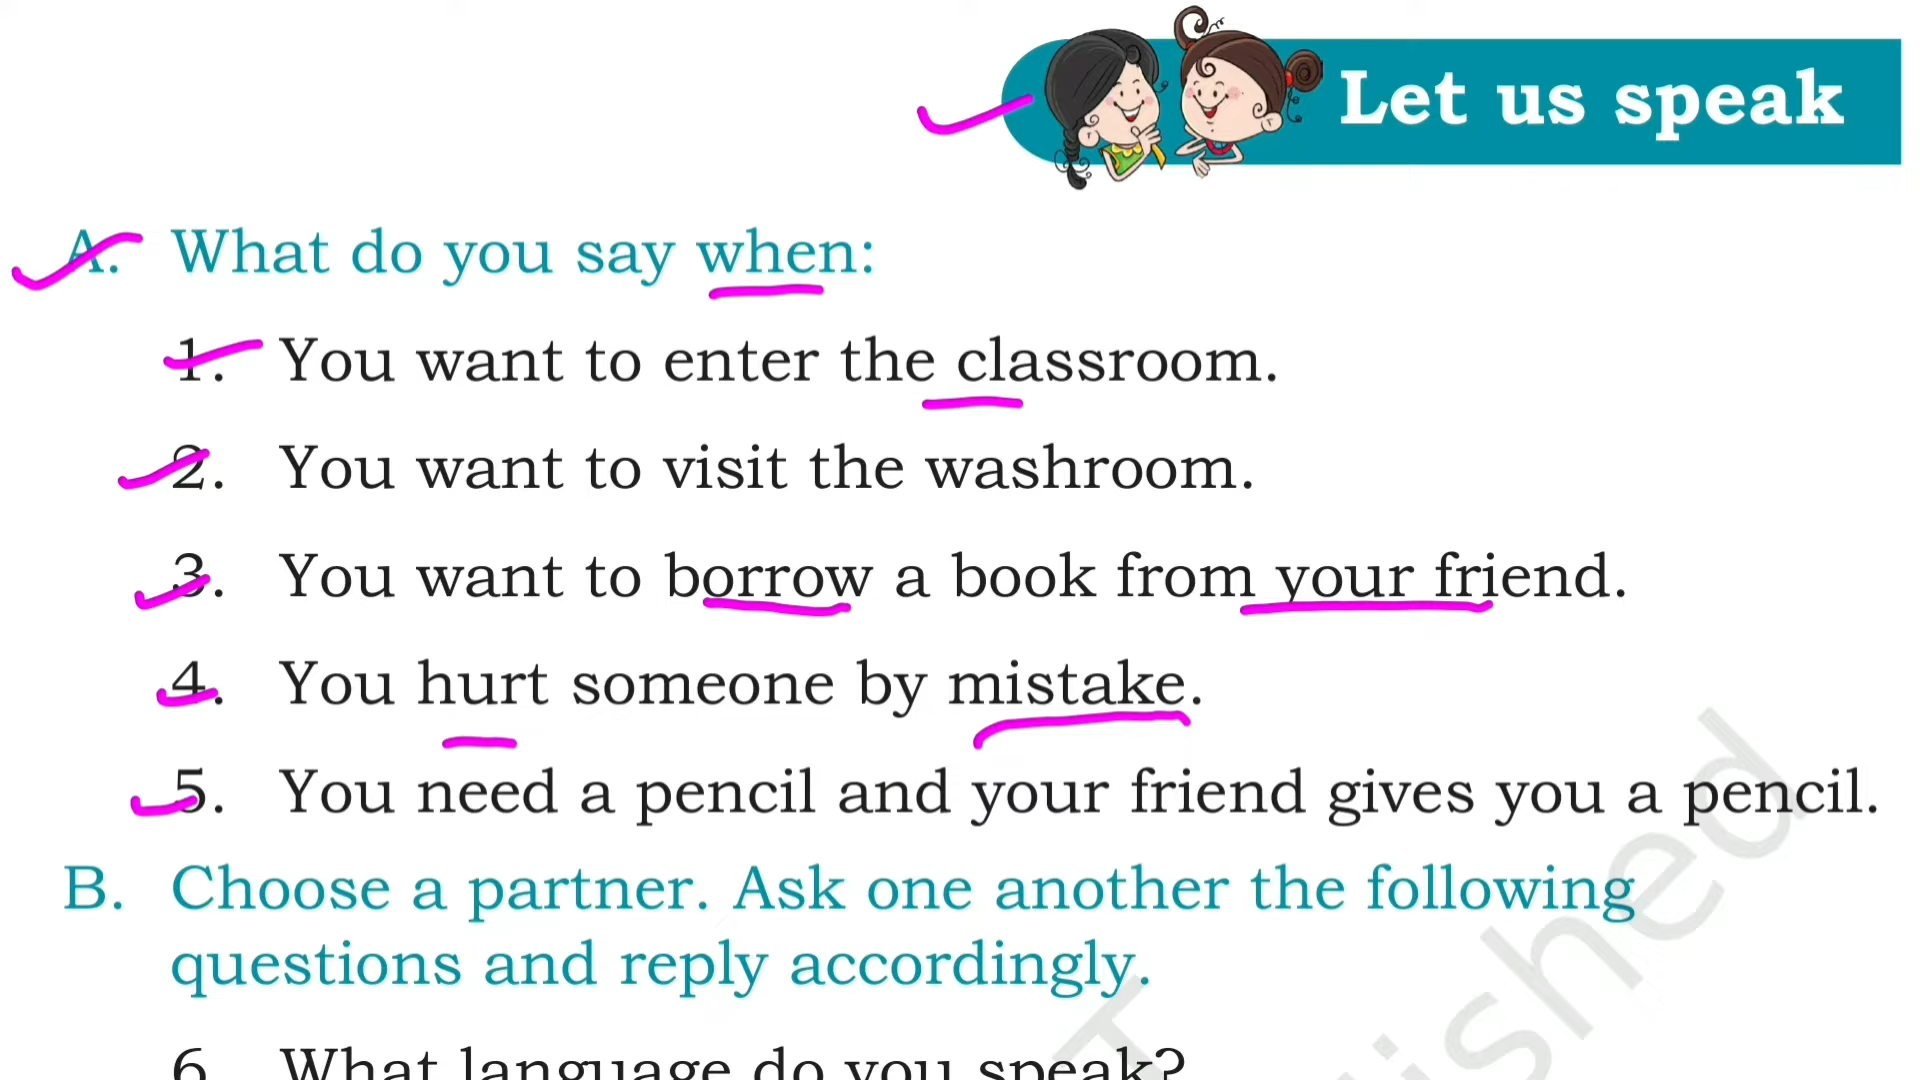 Let us speak
A. What do you say when:
1. You want to enter the classroom.
2. You want to visit the washroom.
3. You want to borrow a book from your friend.
4. You hurt someone by mistake.
5. You need a pencil and your friend gives you a pencil.
B. Choose a partner. Ask one another the following
questions and reply accordingly.
6. What language do you speak?